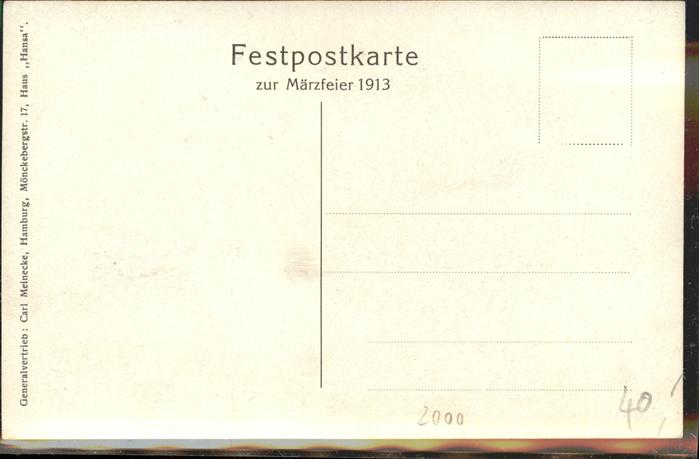 Festpostkarte
zur Märzfeier 1913
Generalvertrieb: Carl Meinecke, Hamburg, Mönckebergstr. 17, Haus „Hansa“.
2000
40,-